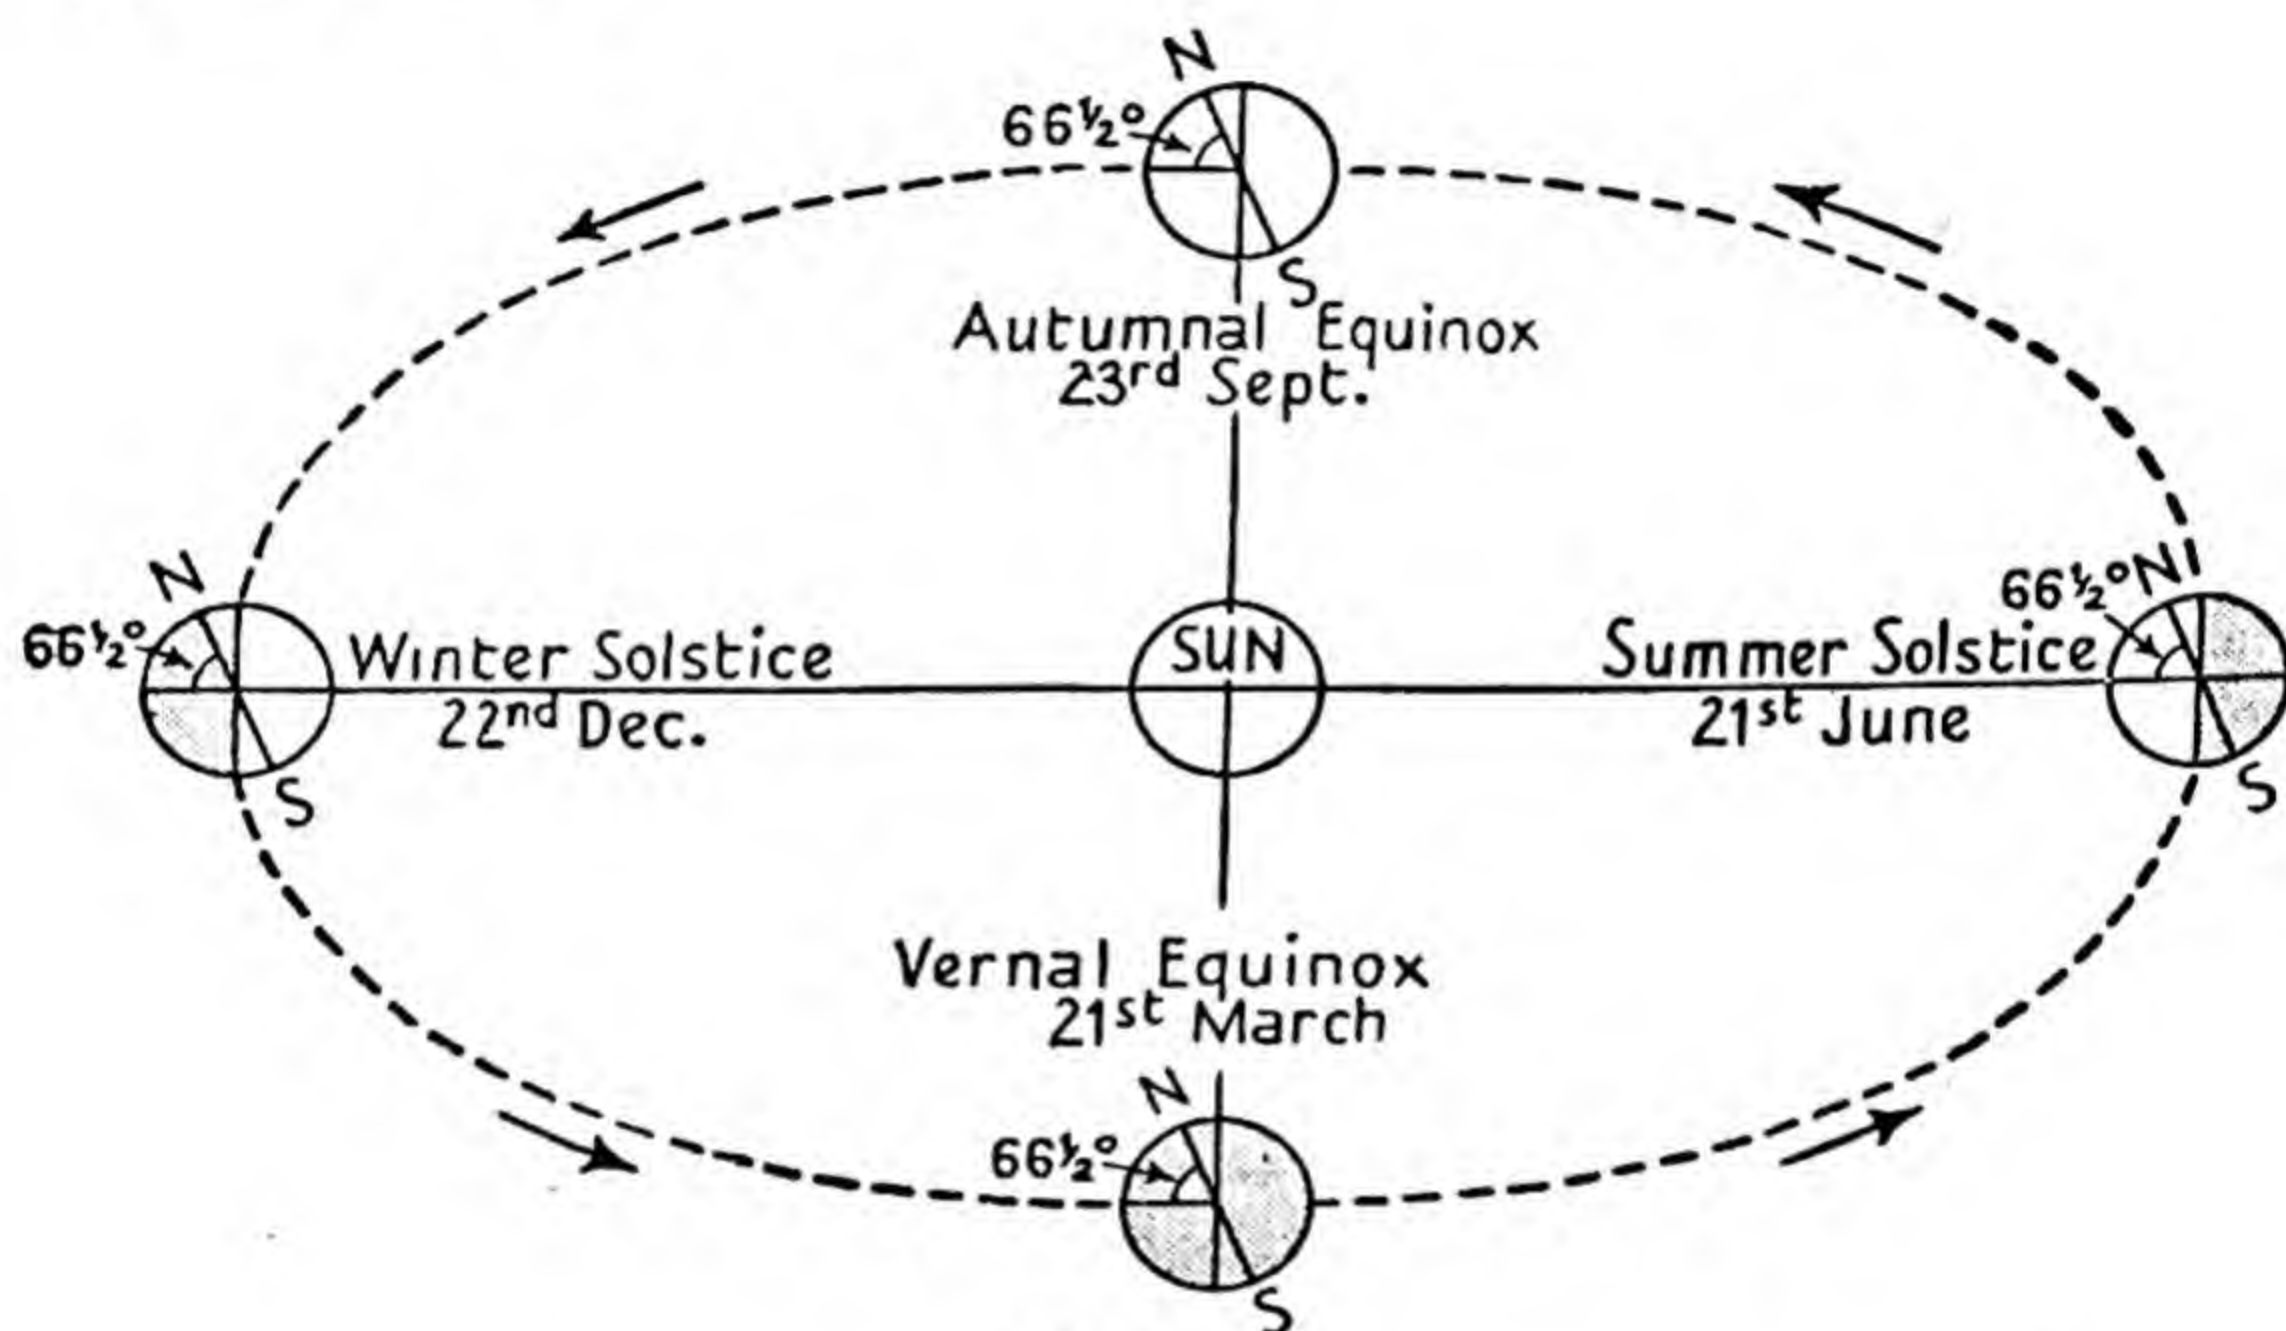 N
66½°
S
Autumnal Equinox
23rd Sept.
N
66½°
S
Winter Solstice
22nd Dec.
SUN
Summer Solstice
21st June
66½° N
S
Vernal Equinox
21st March
N
66½°
S